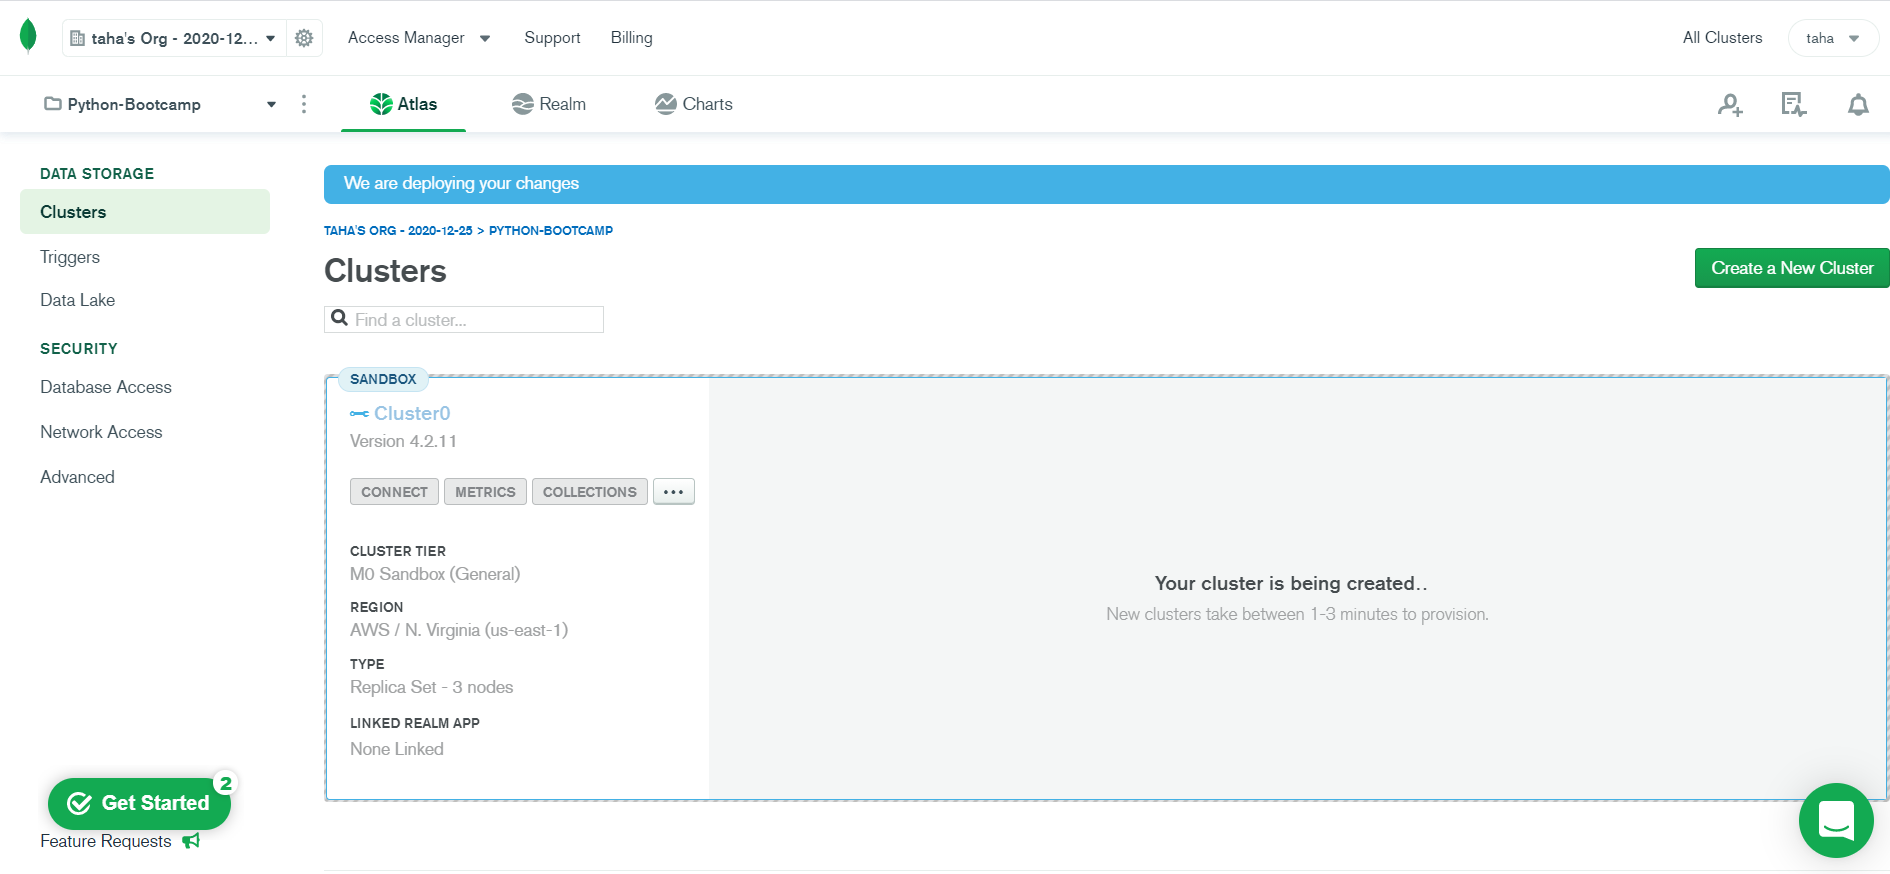 taha's Org - 2020-12...
Access Manager
Support
Billing
All Clusters
taha
Python-Bootcamp
Atlas
Realm
Charts
DATA STORAGE
Clusters
Triggers
Data Lake
SECURITY
Database Access
Network Access
Advanced
2
Get Started
Feature Requests
We are deploying your changes
TAHA'S ORG - 2020-12-25 > PYTHON-BOOTCAMP
Clusters
Create a New Cluster
Find a cluster...
SANDBOX
Cluster0
Version 4.2.11
CONNECT
METRICS
COLLECTIONS
...
CLUSTER TIER
M0 Sandbox (General)
REGION
AWS / N. Virginia (us-east-1)
TYPE
Replica Set - 3 nodes
LINKED REALM APP
None Linked
Your cluster is being created..
New clusters take between 1-3 minutes to provision.